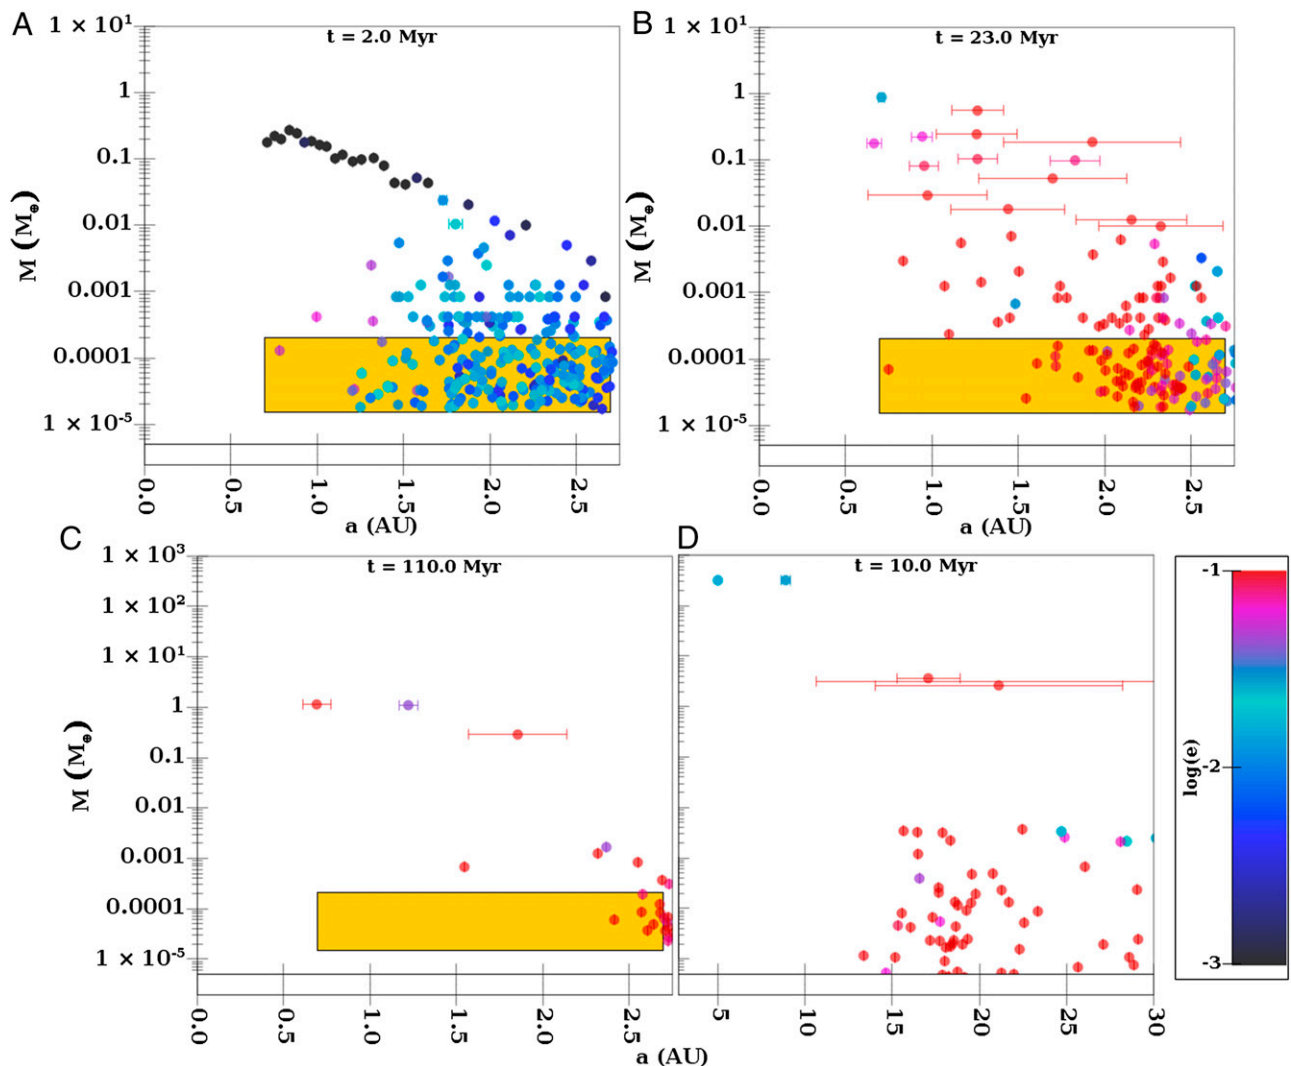 A
t = 2.0 Myr
1 × 10¹
1
0.1
0.01
0.001
0.0001
1 × 10⁻⁵
M (M⊕)
0.0 0.5 1.0 1.5 2.0 2.5
a (AU)
B
t = 23.0 Myr
1 × 10¹
1
0.1
0.01
0.001
0.0001
1 × 10⁻⁵
M (M⊕)
0.0 0.5 1.0 1.5 2.0 2.5
a (AU)
C
t = 110.0 Myr
1 × 10³
1 × 10²
1 × 10¹
1
0.1
0.01
0.001
0.0001
1 × 10⁻⁵
M (M⊕)
0.0 0.5 1.0 1.5 2.0 2.5
D
t = 10.0 Myr
5 10 15 20 25 30
a (AU)
-1
-2
-3
log(e)